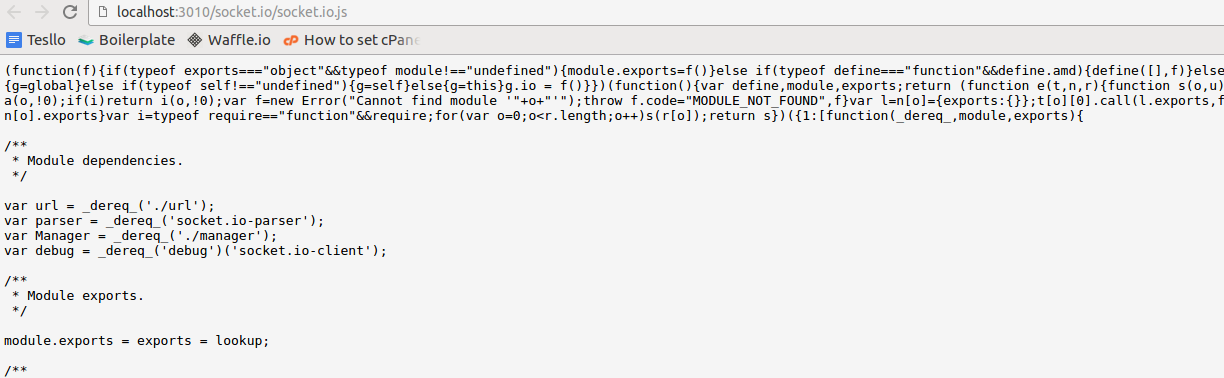 localhost:3010/socket.io/socket.io.js
Tesllo Boilerplate Waffle.io How to set cPane
(function(f){if(typeof exports==="object"&&typeof module!=="undefined"){module.exports=f()}else if(typeof define==="function"&&define.amd){define([],f)}else
{g=global}else if(typeof self!=="undefined"){g=self}else{g=this}g.io = f()}})(function(){var define,module,exports;return (function e(t,n,r){function s(o,u)
a(o,!0);if(i)return i(o,!0);var f=new Error("Cannot find module '"+o+"'");throw f.code="MODULE_NOT_FOUND",f}var l=n[o]={exports:{}};t[o][0].call(l.exports,f
n[o].exports}var i=typeof require=="function"&&require;for(var o=0;o<r.length;o++)s(r[o]);return s})({1:[function(_dereq_,module,exports){
/**
 * Module dependencies.
 */
var url = _dereq_('./url');
var parser = _dereq_('socket.io-parser');
var Manager = _dereq_('./manager');
var debug = _dereq_('debug')('socket.io-client');
/**
 * Module exports.
 */
module.exports = exports = lookup;
/**